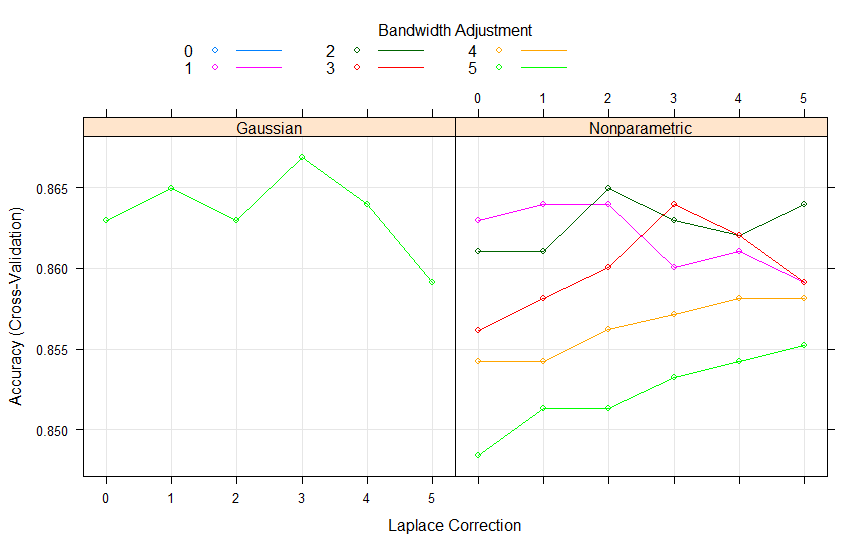 Bandwidth Adjustment
0 2 4
1 3 5
0 1 2 3 4 5
Gaussian Nonparametric
0.865
0.860
0.855
0.850
Accuracy (Cross-Validation)
0 1 2 3 4 5
Laplace Correction